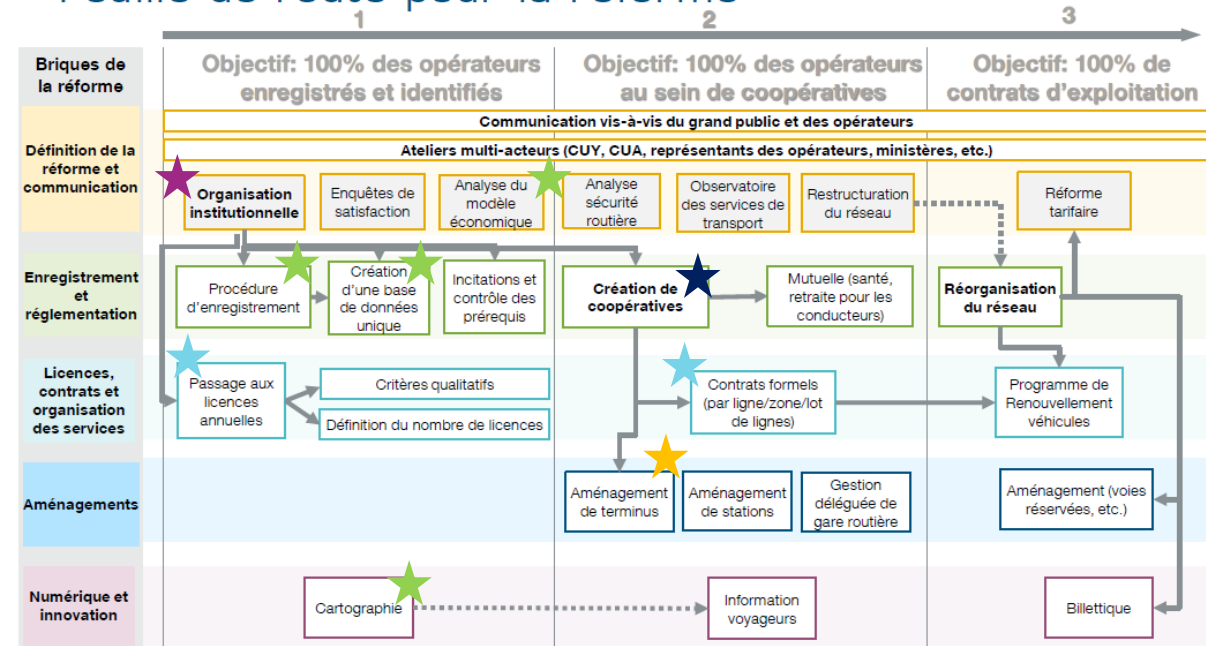 Feuille de route pour la réforme
1
2
3
Briques de
la réforme
Objectif: 100% des opérateurs
enregistrés et identifiés
Objectif: 100% des opérateurs
au sein de coopératives
Objectif: 100% de
contrats d'exploitation
Communication vis-à-vis du grand public et des opérateurs
Ateliers multi-acteurs (CUY, CUA, représentants des opérateurs, ministères, etc.)
Définition de la
réforme et
communication
Organisation
institutionnelle
Enquêtes de
satisfaction
Analyse du
modèle
économique
Analyse
sécurité
routière
Observatoire
des services de
transport
Restructuration
du réseau
Réforme
tarifaire
Enregistrement
et
réglementation
Procédure
d'enregistrement
Création
d'une base
de données
unique
Incitations et
contrôle des
prérequis
Création de
coopératives
Mutuelle (santé,
retraite pour les
conducteurs)
Réorganisation
du réseau
Licences,
contrats et
organisation
des services
Passage aux
licences
annuelles
Critères qualitatifs
Définition du nombre de licences
Contrats formels
(par ligne/zone/lot
de lignes)
Programme de
Renouvellement
véhicules
Aménagements
Aménagement
de terminus
Aménagement
de stations
Gestion
déléguée de
gare routière
Aménagement (voies
réservées, etc.)
Numérique et
innovation
Cartographie
Information
voyageurs
Billettique